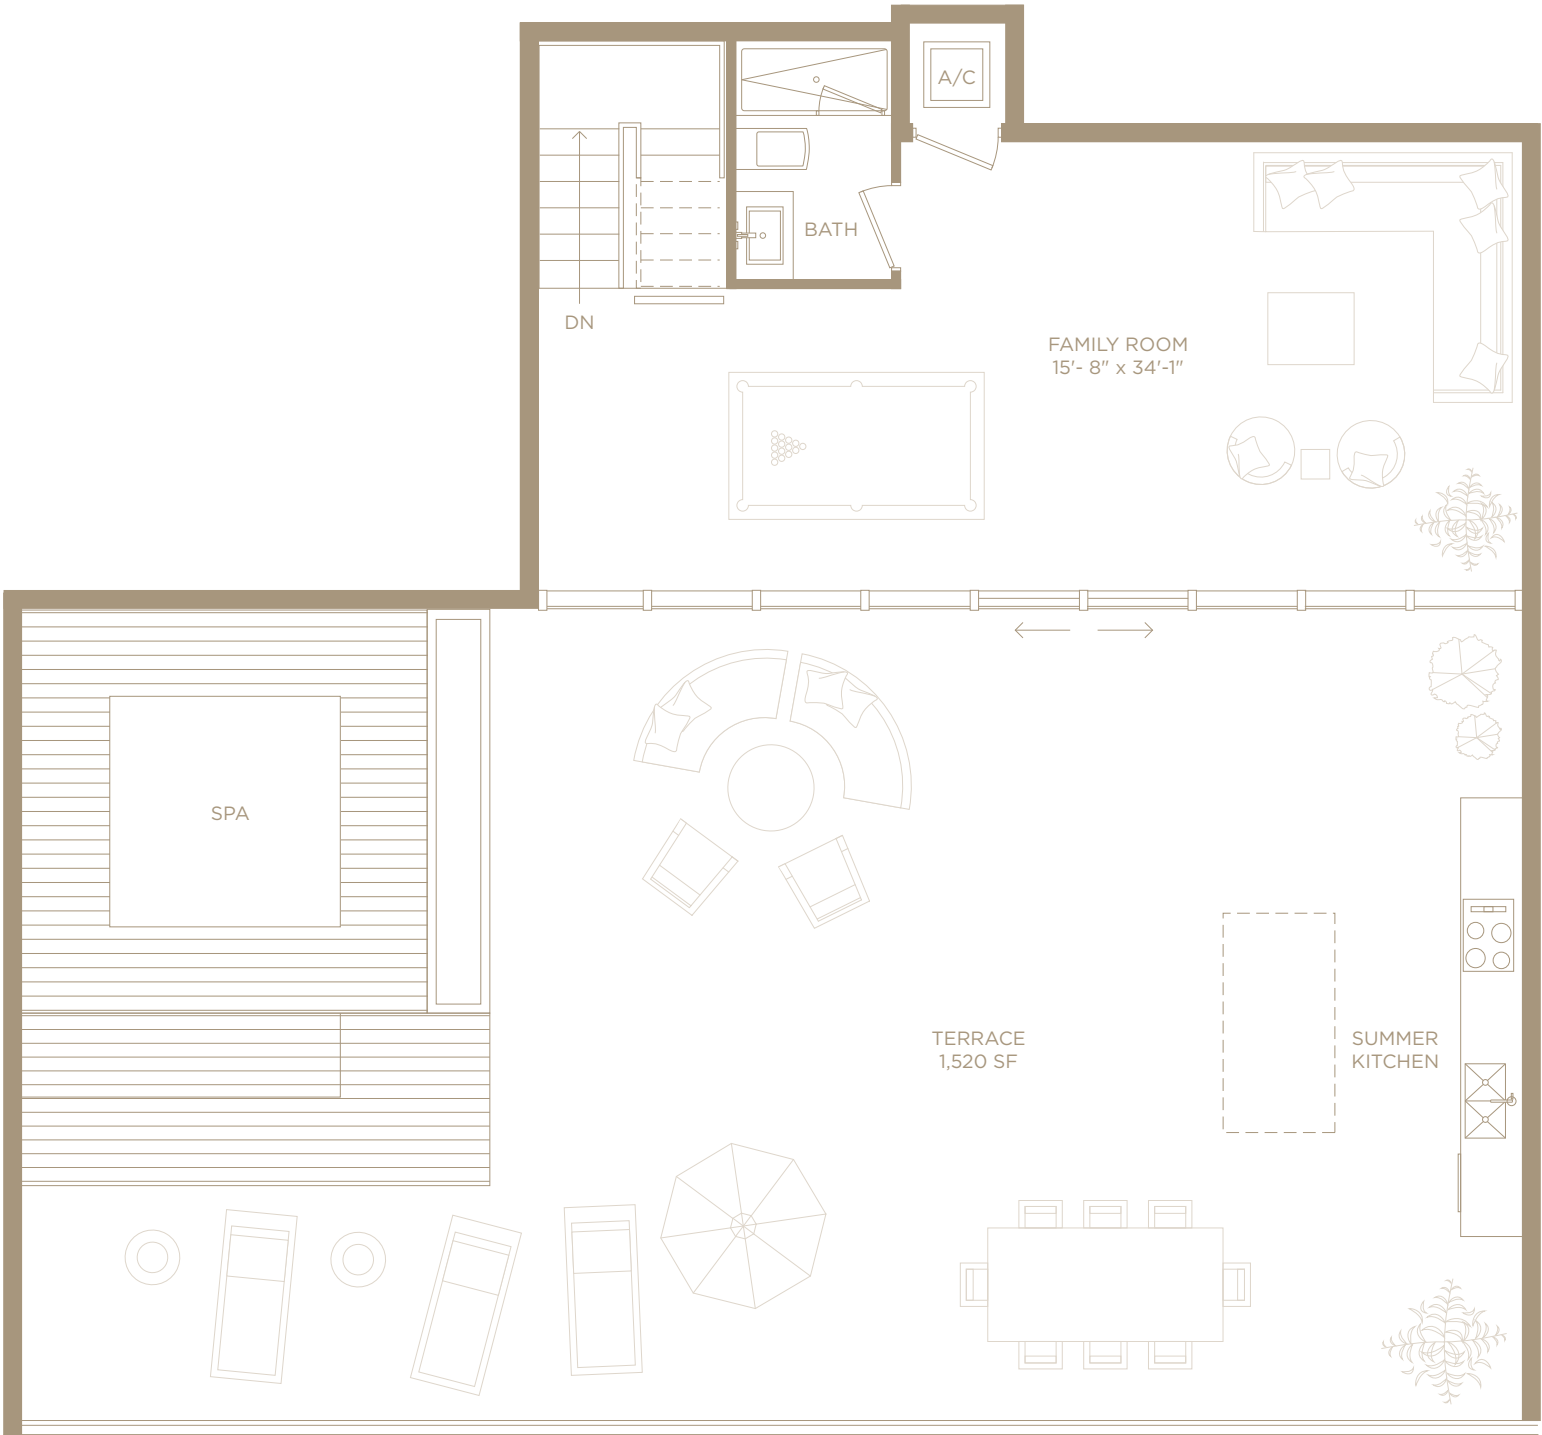 A/C
BATH
DN
FAMILY ROOM
15'- 8" x 34'-1"
SPA
TERRACE
1,520 SF
SUMMER
KITCHEN